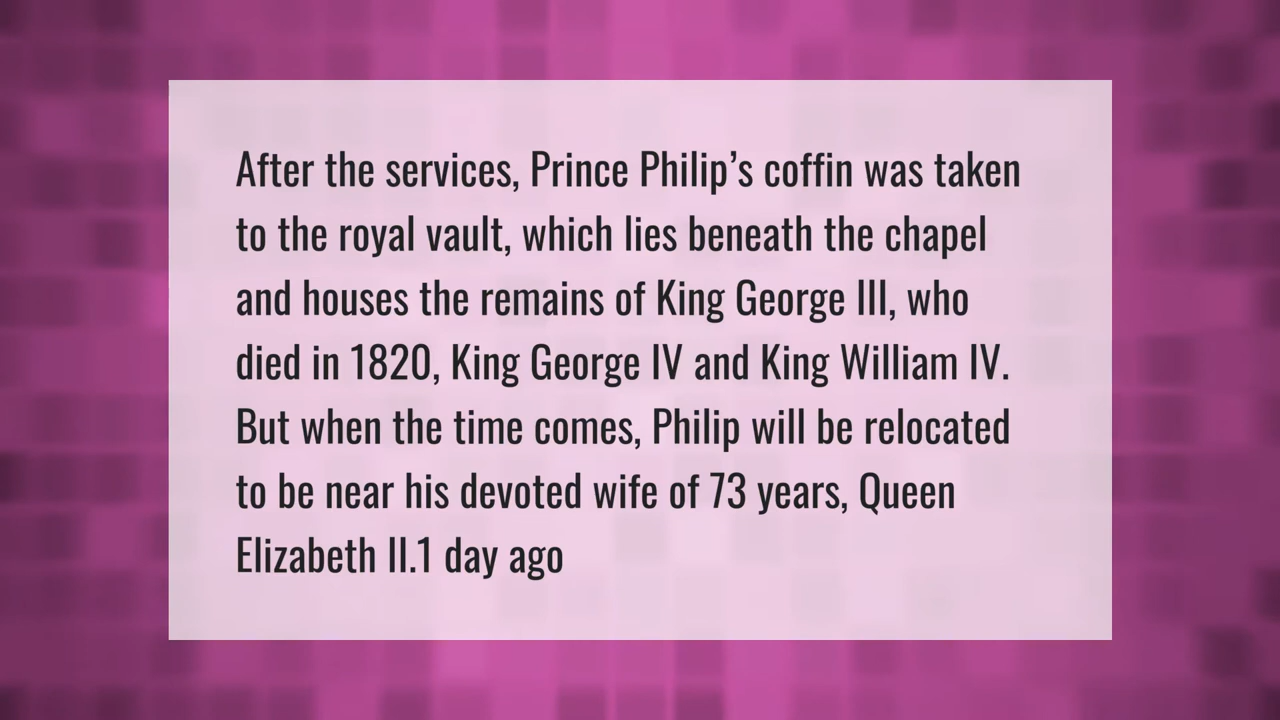 After the services, Prince Philip’s coffin was taken
to the royal vault, which lies beneath the chapel
and houses the remains of King George III, who
died in 1820, King George IV and King William IV.
But when the time comes, Philip will be relocated
to be near his devoted wife of 73 years, Queen
Elizabeth II.1 day ago